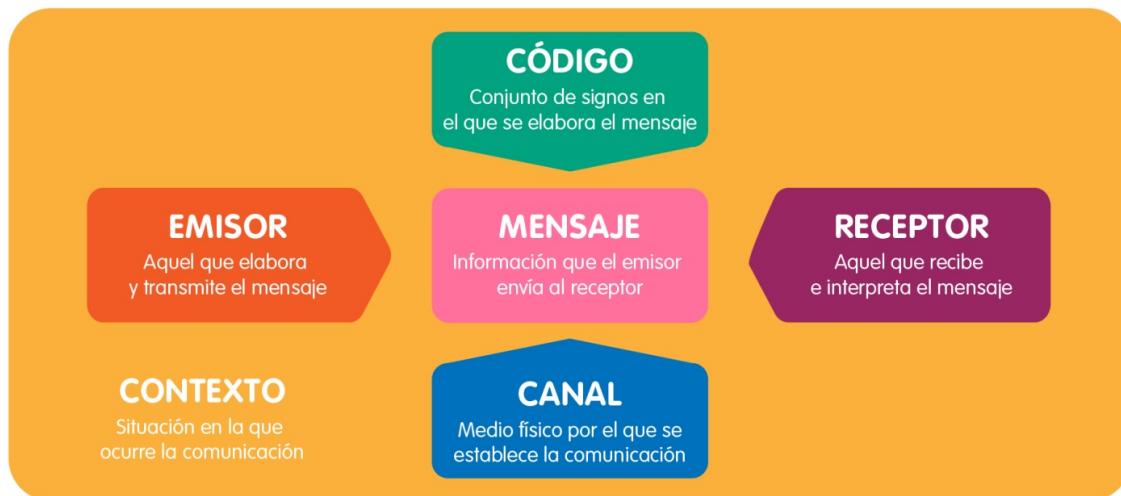 CÓDIGO
Conjunto de signos en
el que se elabora el mensaje
EMISOR
Aquel que elabora
y transmite el mensaje
MENSAJE
Información que el emisor
envía al receptor
RECEPTOR
Aquel que recibe
e interpreta el mensaje
CONTEXTO
Situación en la que
ocurre la comunicación
CANAL
Medio físico por el que se
establece la comunicación